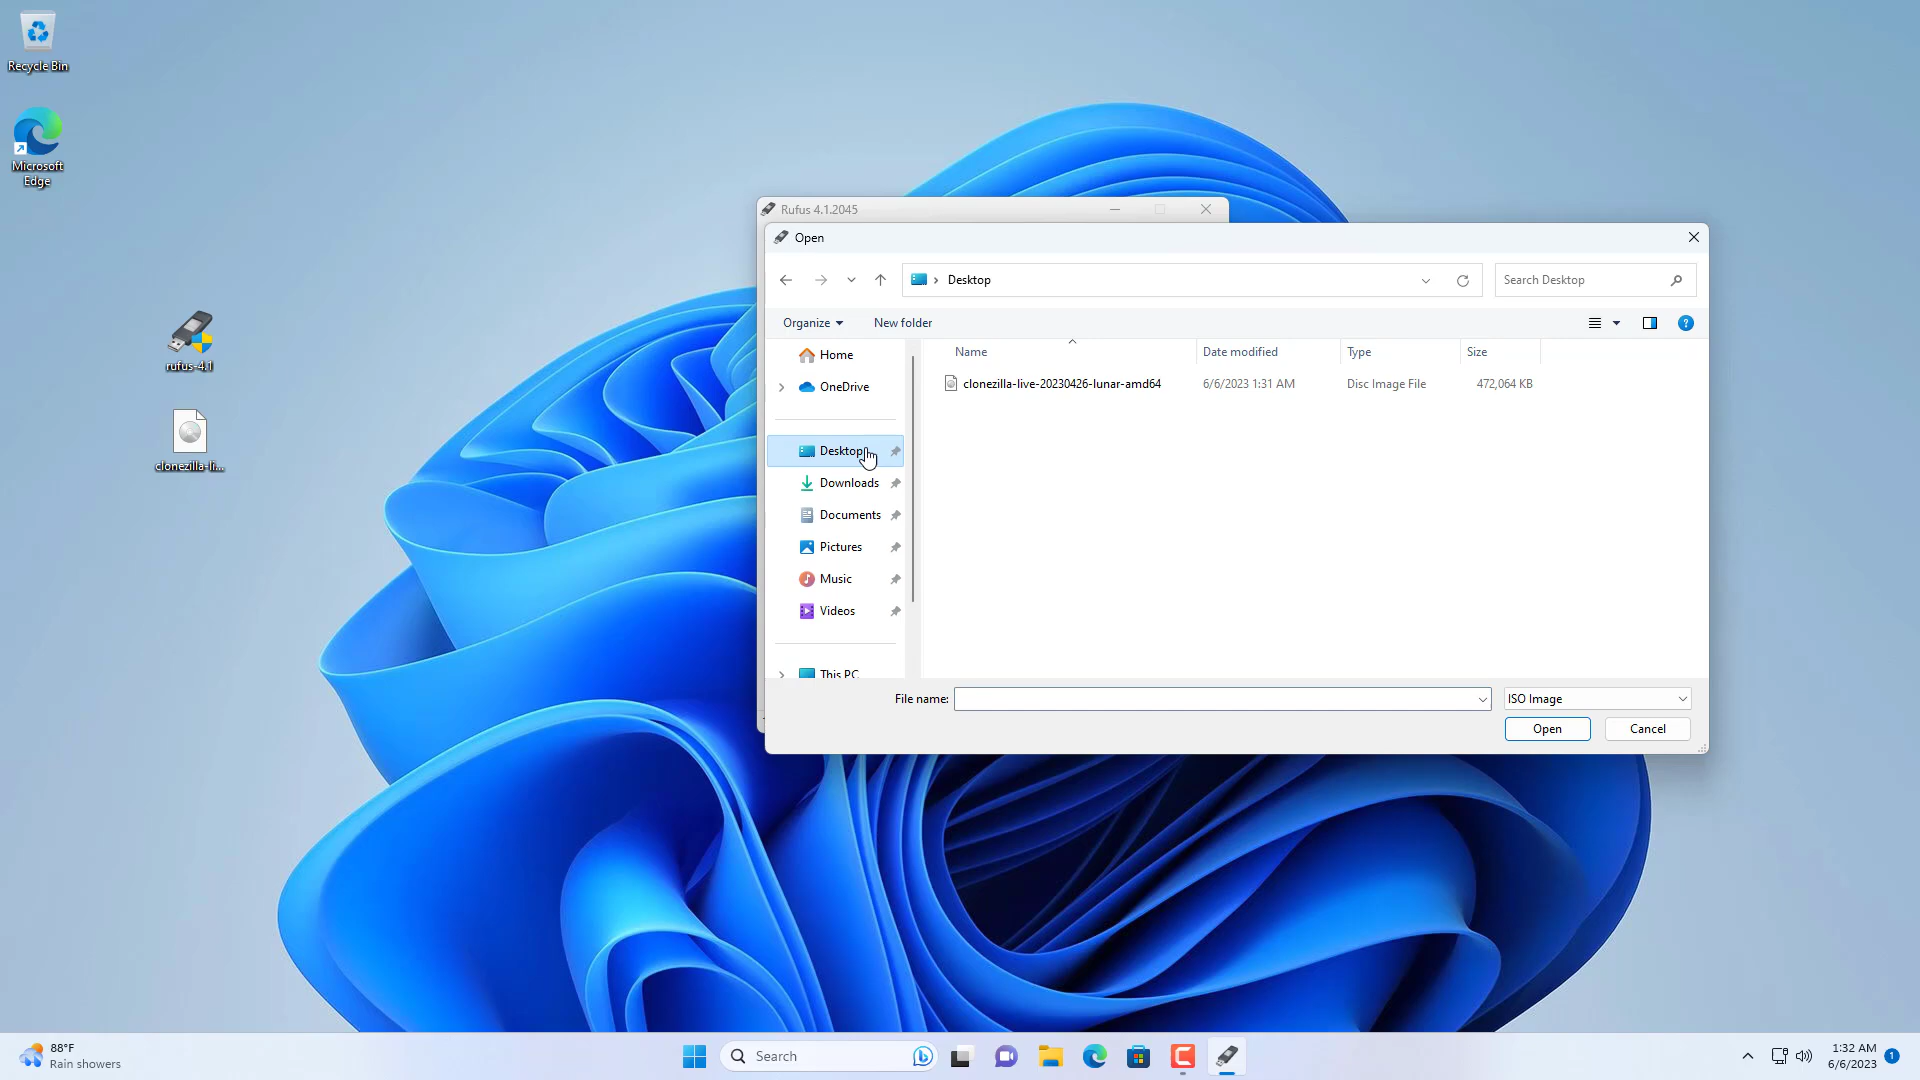 Recycle Bin
Microsoft
Edge
rufus-4.1
clonezilla-li...
Rufus 4.1.2045
Open
Desktop
Search Desktop
Organize
New folder
Home
OneDrive
Desktop
Downloads
Documents
Pictures
Music
Videos
This PC
Name
Date modified
Type
Size
clonezilla-live-20230426-lunar-amd64
6/6/2023 1:31 AM
Disc Image File
472,064 KB
File name:
ISO Image
Open
Cancel
88°F
Rain showers
Search
1:32 AM
6/6/2023
1